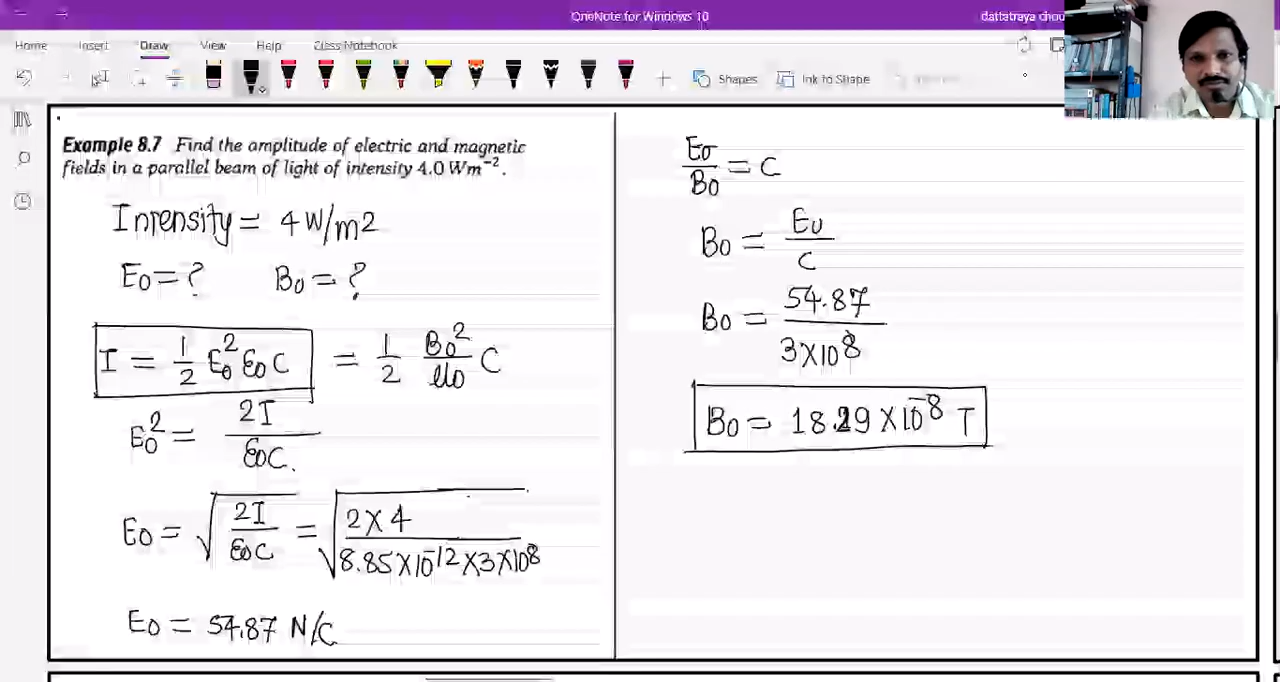 OneNote for Windows 10
dattatraya chou
Home Insert Draw View Help Class Notebook
Shapes Ink to Shape
Example 8.7 Find the amplitude of electric and magnetic
fields in a parallel beam of light of intensity 4.0 Wm⁻².
Intensity = 4 W/m2
E0 = ? B0 = ?
I = 1/2 E0² ε0 C = 1/2 B0²/μ0 C
E0² = 2I/ε0C.
E0 = √(2I/ε0C) = √(2×4/8.85×10⁻¹²×3×10⁸)
E0 = 54.87 N/C
E0/B0 = C
B0 = E0/C
B0 = 54.87/3×10⁸
B0 = 18.29×10⁻⁸ T